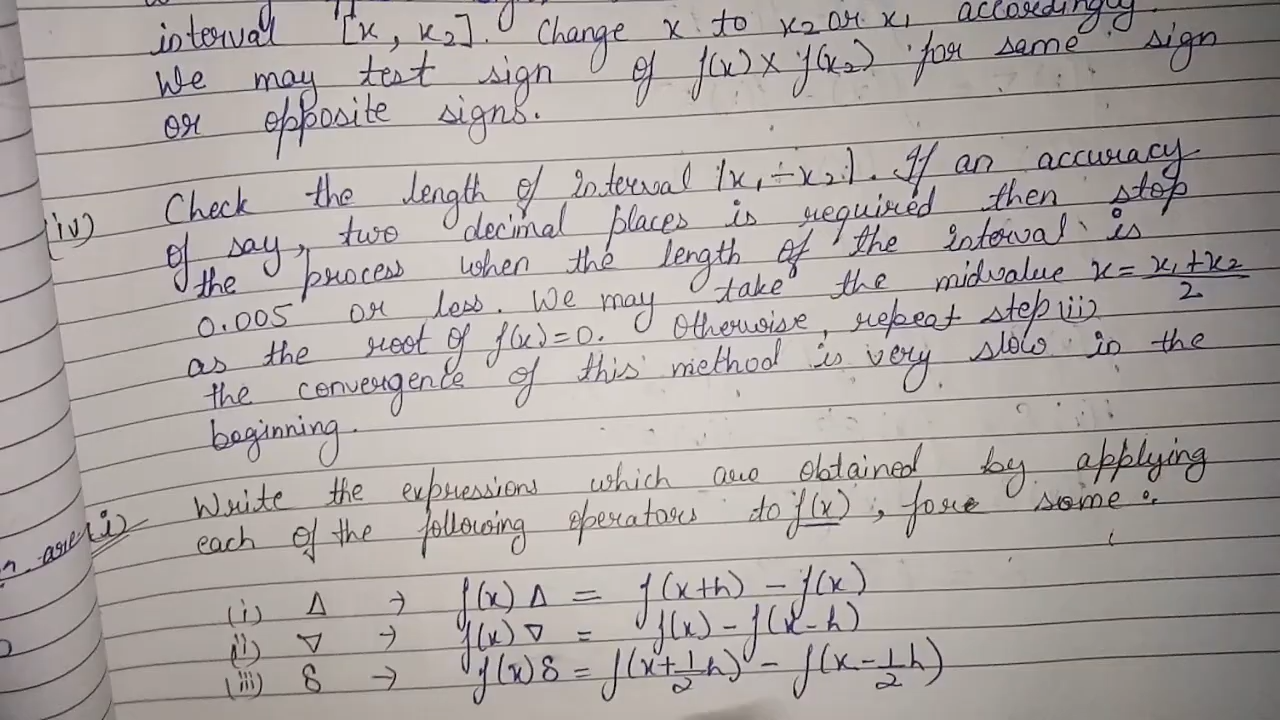 interval [x, x₂]. Change x to x₂ or x₁ accordingly.
We may test sign of f(x) × f(x₂) for same sign
or opposite signs.
(iv) Check the length of interval |x₁ - x₂|. If an accuracy
of say, two decimal places is required then stop
the process when the length of the interval is
0.005 or less. We may take the midvalue x = x₁+x₂/2
as the root of f(x)=0. Otherwise, repeat step (ii)
the convergence of this method is very slow in the
beginning.
are (i) Write the expressions which are obtained by applying
each of the following operators to f(x), fore some :
(i) Δ → f(x) Δ = f(x+h) - f(x)
(ii) ∇ → f(x) ∇ = f(x) - f(x-h)
(iii) δ → f(x) δ = f(x+1/2h) - f(x-1/2h)